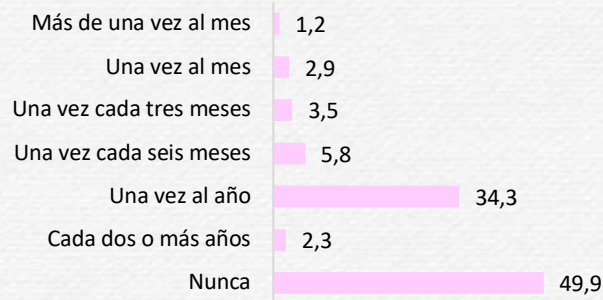 Más de una vez al mes 1,2
Una vez al mes 2,9
Una vez cada tres meses 3,5
Una vez cada seis meses 5,8
Una vez al año 34,3
Cada dos o más años 2,3
Nunca 49,9